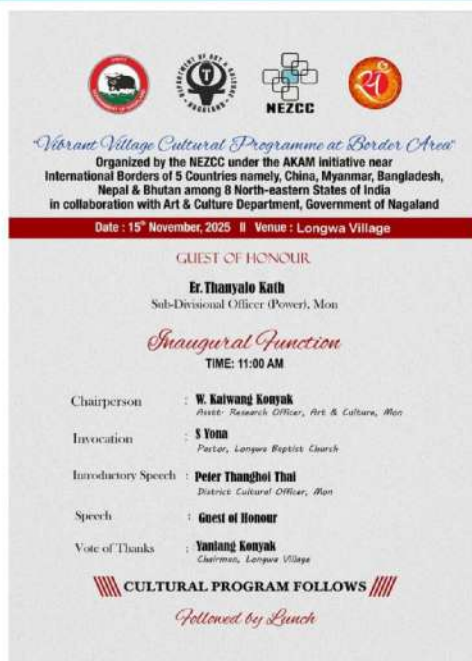 DEPARTMENT OF ART & CULTURE
NAGALAND
NEZCC
"Vibrant Village Cultural Programme at Border Area"
Organized by the NEZCC under the AKAM initiative near
International Borders of 5 Countries namely, China, Myanmar, Bangladesh,
Nepal & Bhutan among 8 North-eastern States of India
in collaboration with Art & Culture Department, Government of Nagaland
Date : 15th November, 2025 II Venue : Longwa Village
GUEST OF HONOUR
Er. Thanyalo Kath
Sub-Divisional Officer (Power), Mon
Inaugural Function
TIME: 11:00 AM
Chairperson : W. Kaiwang Konyak
Asstt. Research Officer, Art & Culture, Mon
Invocation : S Yona
Pastor, Longwa Baptist Church
Introductory Speech : Peter Thanghoi Thai
District Cultural Officer, Mon
Speech : Guest of Honour
Vote of Thanks : Yanlang Konyak
Chairman, Longwa Village
CULTURAL PROGRAM FOLLOWS
Followed by Lunch